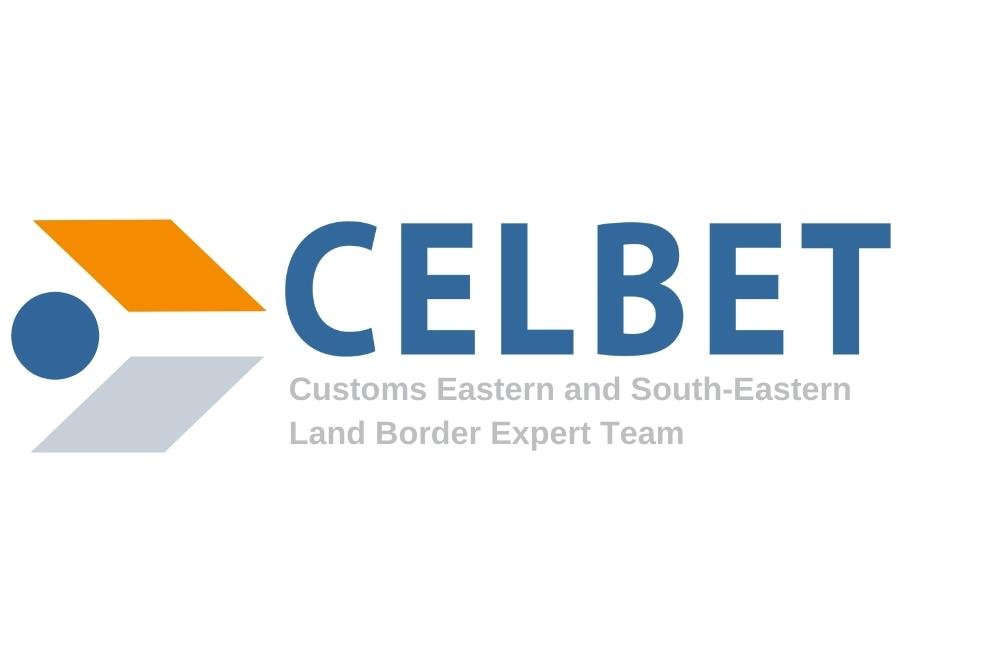 CELBET
Customs Eastern and South-Eastern
Land Border Expert Team